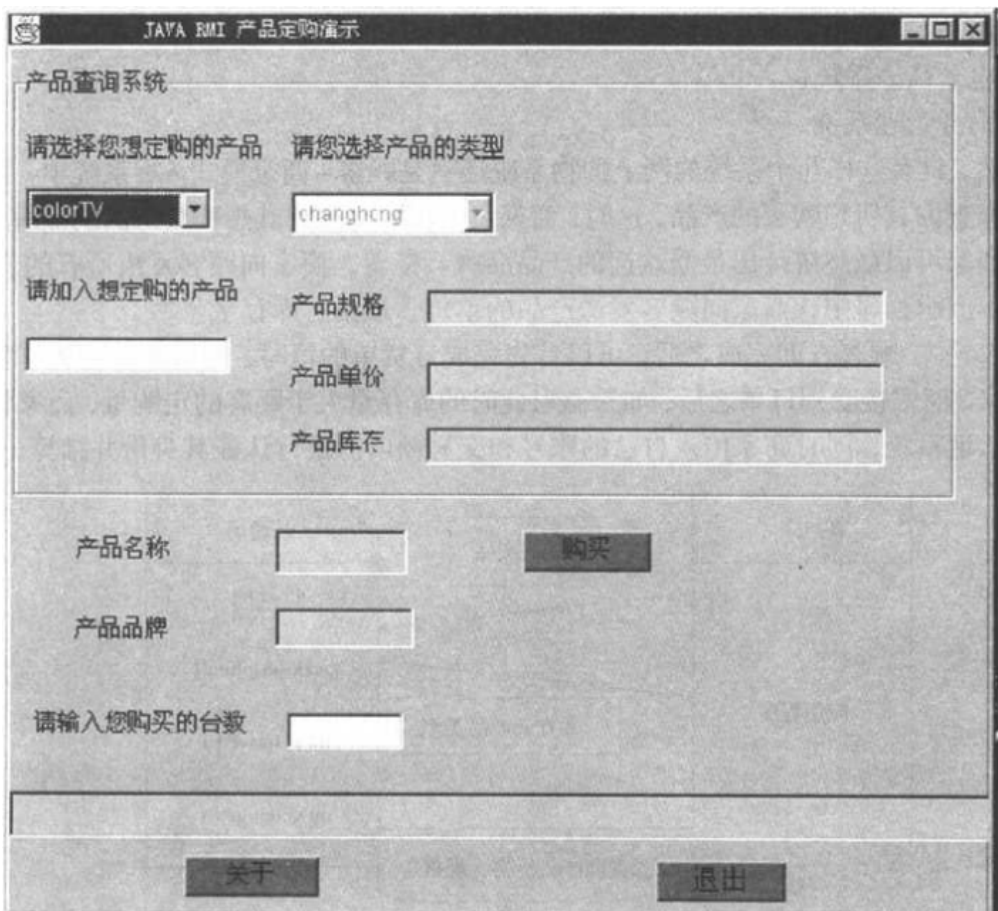 JAVA RMI 产品定购演示
产品查询系统
请选择您想定购的产品 请您选择产品的类型
colorTV changhcng
请加入想定购的产品
产品规格
产品单价
产品库存
产品名称 购买
产品品牌
请输入您购买的台数
关于 退出